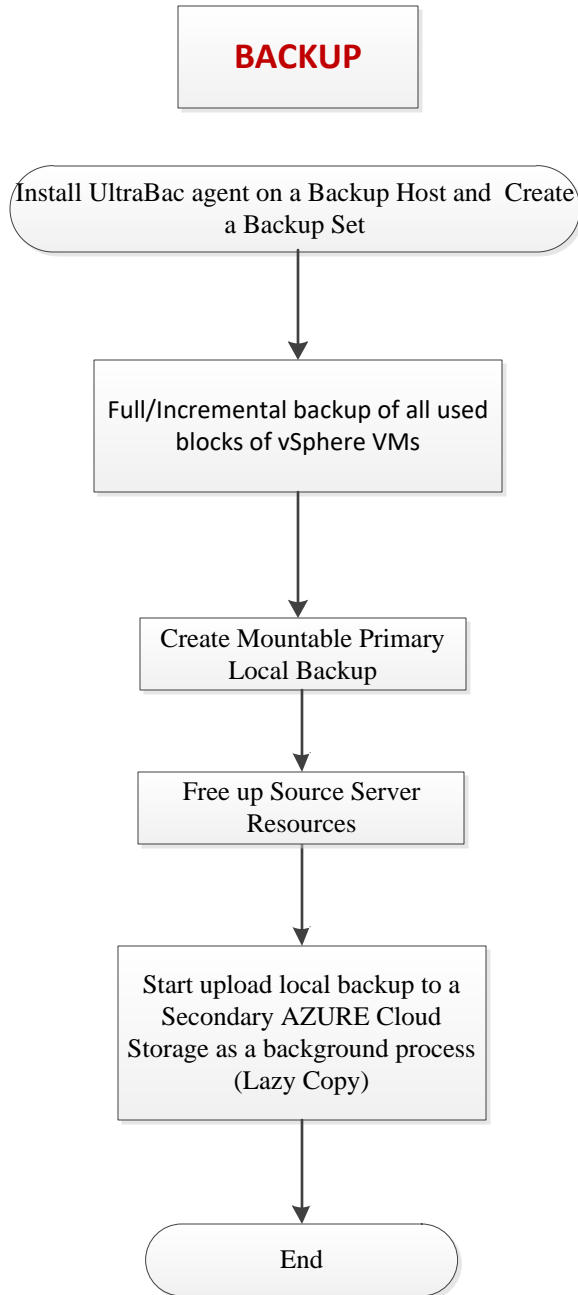 BACKUP
Install UltraBac agent on a Backup Host and Create
a Backup Set
Full/Incremental backup of all used
blocks of vSphere VMs
Create Mountable Primary
Local Backup
Free up Source Server
Resources
Start upload local backup to a
Secondary AZURE Cloud
Storage as a background process
(Lazy Copy)
End